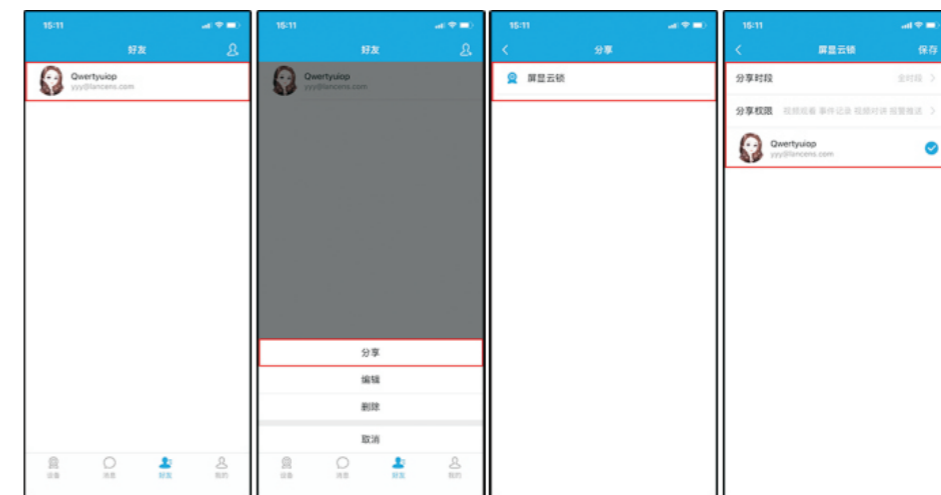 15:11
好友
Qwertyuiop
yyy@lancens.com
设备 消息 好友 我的
15:11
好友
Qwertyuiop
yyy@lancens.com
分享
编辑
删除
取消
设备 消息 好友 我的
15:11
分享
屏显云锁
15:11
屏显云锁 保存
分享时段 全时段
分享权限 视频观看 事件记录 视频对讲 报警推送
Qwertyuiop
yyy@lancens.com